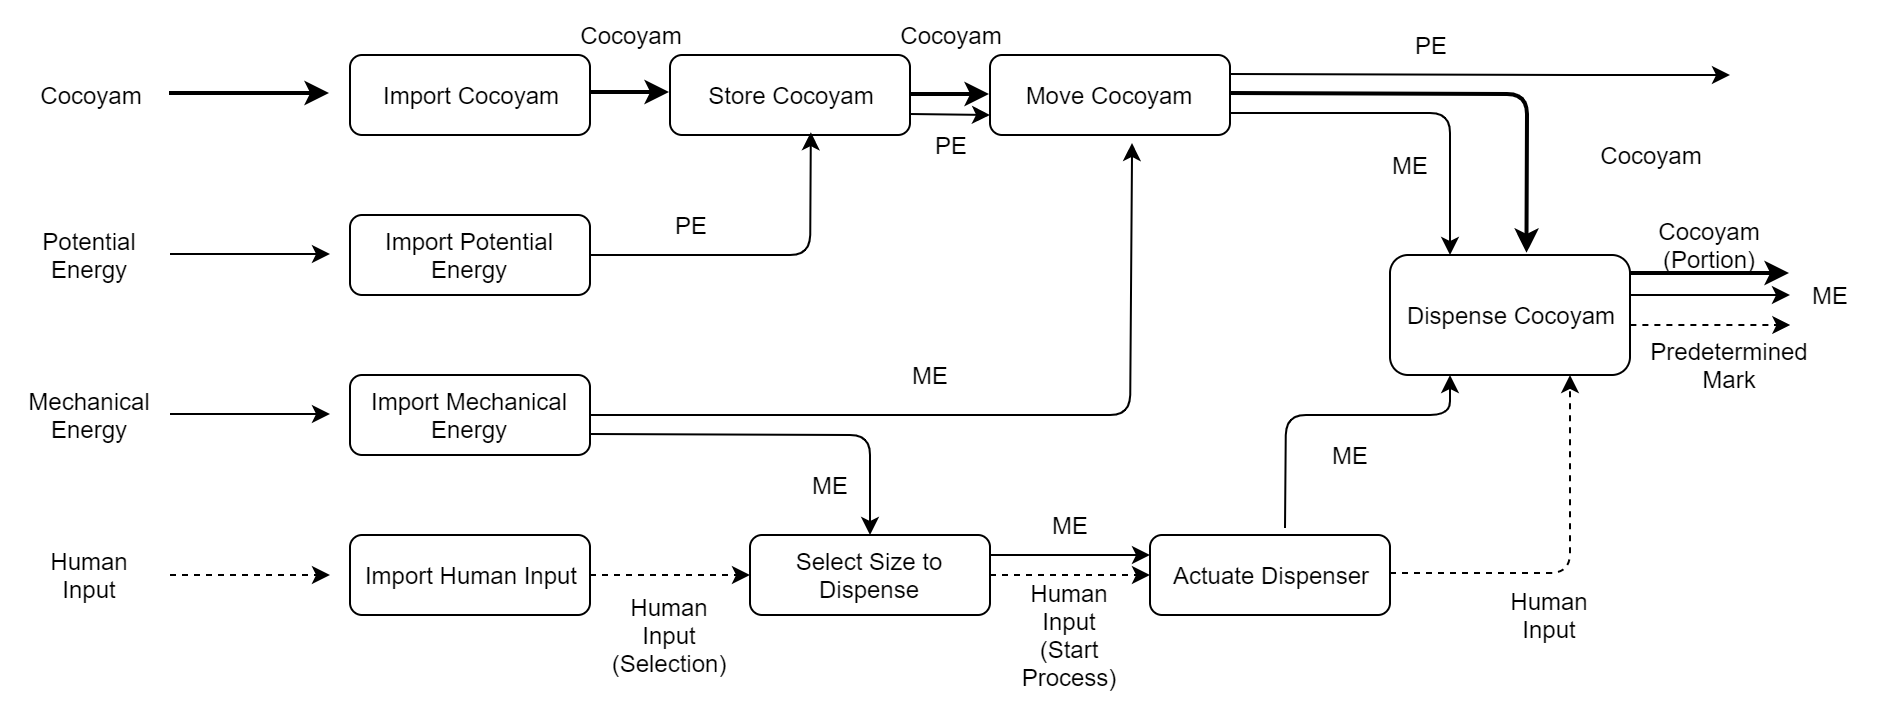 Cocoyam
Cocoyam
PE
Cocoyam
Import Cocoyam
Store Cocoyam
Move Cocoyam
PE
ME
Cocoyam
Potential
Energy
Import Potential
Energy
PE
Cocoyam
(Portion)
ME
Dispense Cocoyam
Predetermined
Mark
Mechanical
Energy
Import Mechanical
Energy
ME
ME
ME
ME
Human
Input
Import Human Input
Human
Input
(Selection)
Select Size to
Dispense
Human
Input
(Start
Process)
Actuate Dispenser
Human
Input